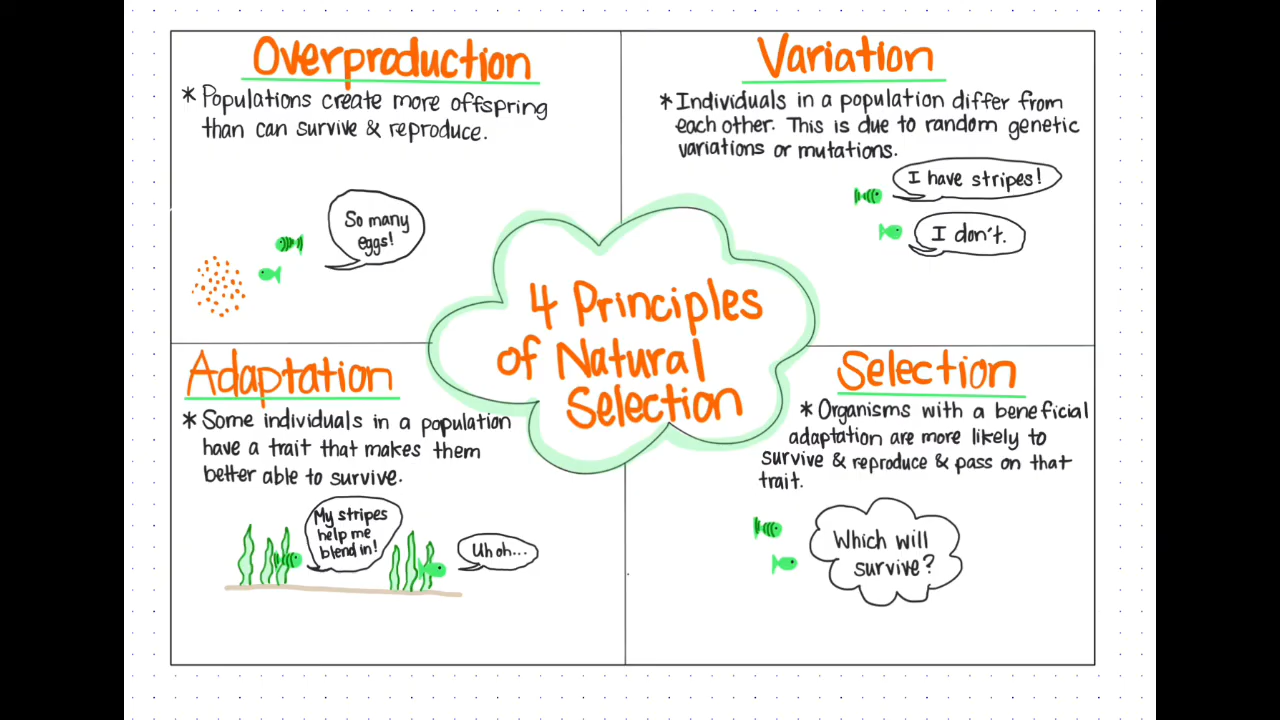 Overproduction
* Populations create more offspring
than can survive & reproduce.
So many
eggs!
Variation
* Individuals in a population differ from
each other. This is due to random genetic
variations or mutations.
I have stripes!
I don't.
4 Principles
of Natural
Selection
Adaptation
* Some individuals in a population
have a trait that makes them
better able to survive.
My stripes
help me
blend in!
Uh oh...
Selection
* Organisms with a beneficial
adaptation are more likely to
survive & reproduce & pass on that
trait.
Which will
survive?